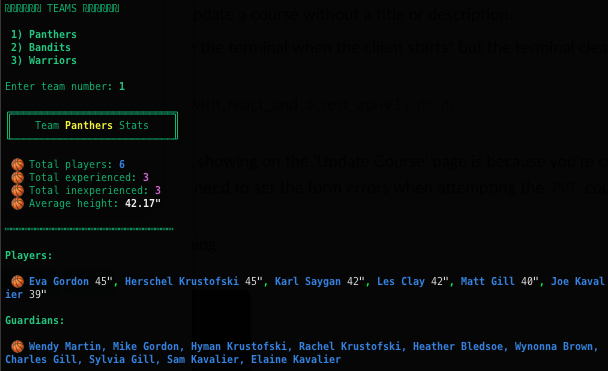 TEAMS
1) Panthers
2) Bandits
3) Warriors
Enter team number: 1
Team Panthers Stats
Total players: 6
Total experienced: 3
Total inexperienced: 3
Average height: 42.17"
Players:
Eva Gordon 45", Herschel Krustofski 45", Karl Saygan 42", Les Clay 42", Matt Gill 40", Joe Kaval
ier 39"
Guardians:
Wendy Martin, Mike Gordon, Hyman Krustofski, Rachel Krustofski, Heather Bledsoe, Wynonna Brown,
Charles Gill, Sylvia Gill, Sam Kavalier, Elaine Kavalier